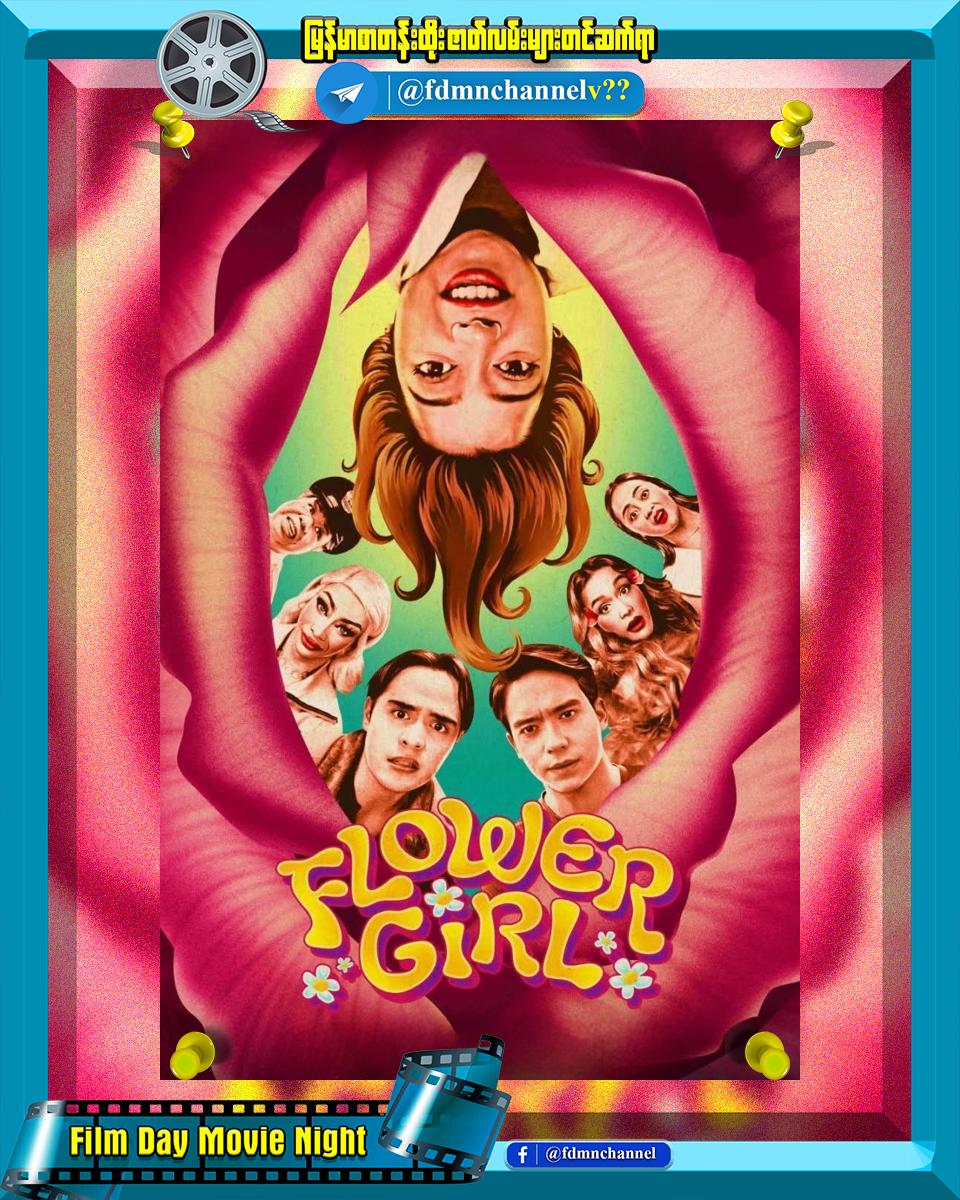 မြန်မာစာတန်းထိုးဇာတ်လမ်းများတင်ဆက်ရာ
@fdmnchannelv??
FLOWER
GiRL
Film Day Movie Night
@fdmnchannel